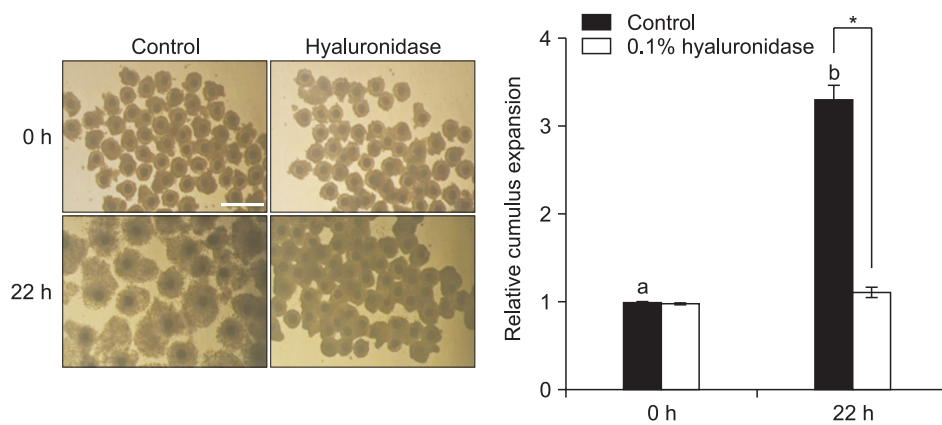 Control
Hyaluronidase
0 h
22 h
Control
0.1% hyaluronidase
Relative cumulus expansion
4
3
2
1
0
a
b
*
0 h
22 h